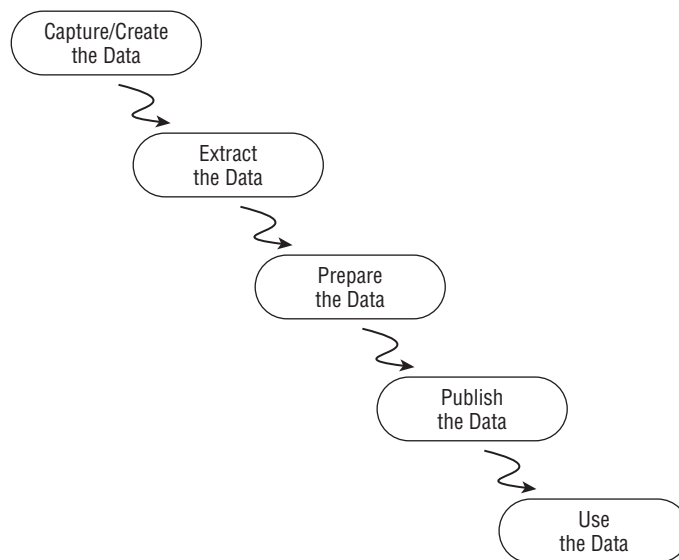 Capture/Create
the Data
Extract
the Data
Prepare
the Data
Publish
the Data
Use
the Data